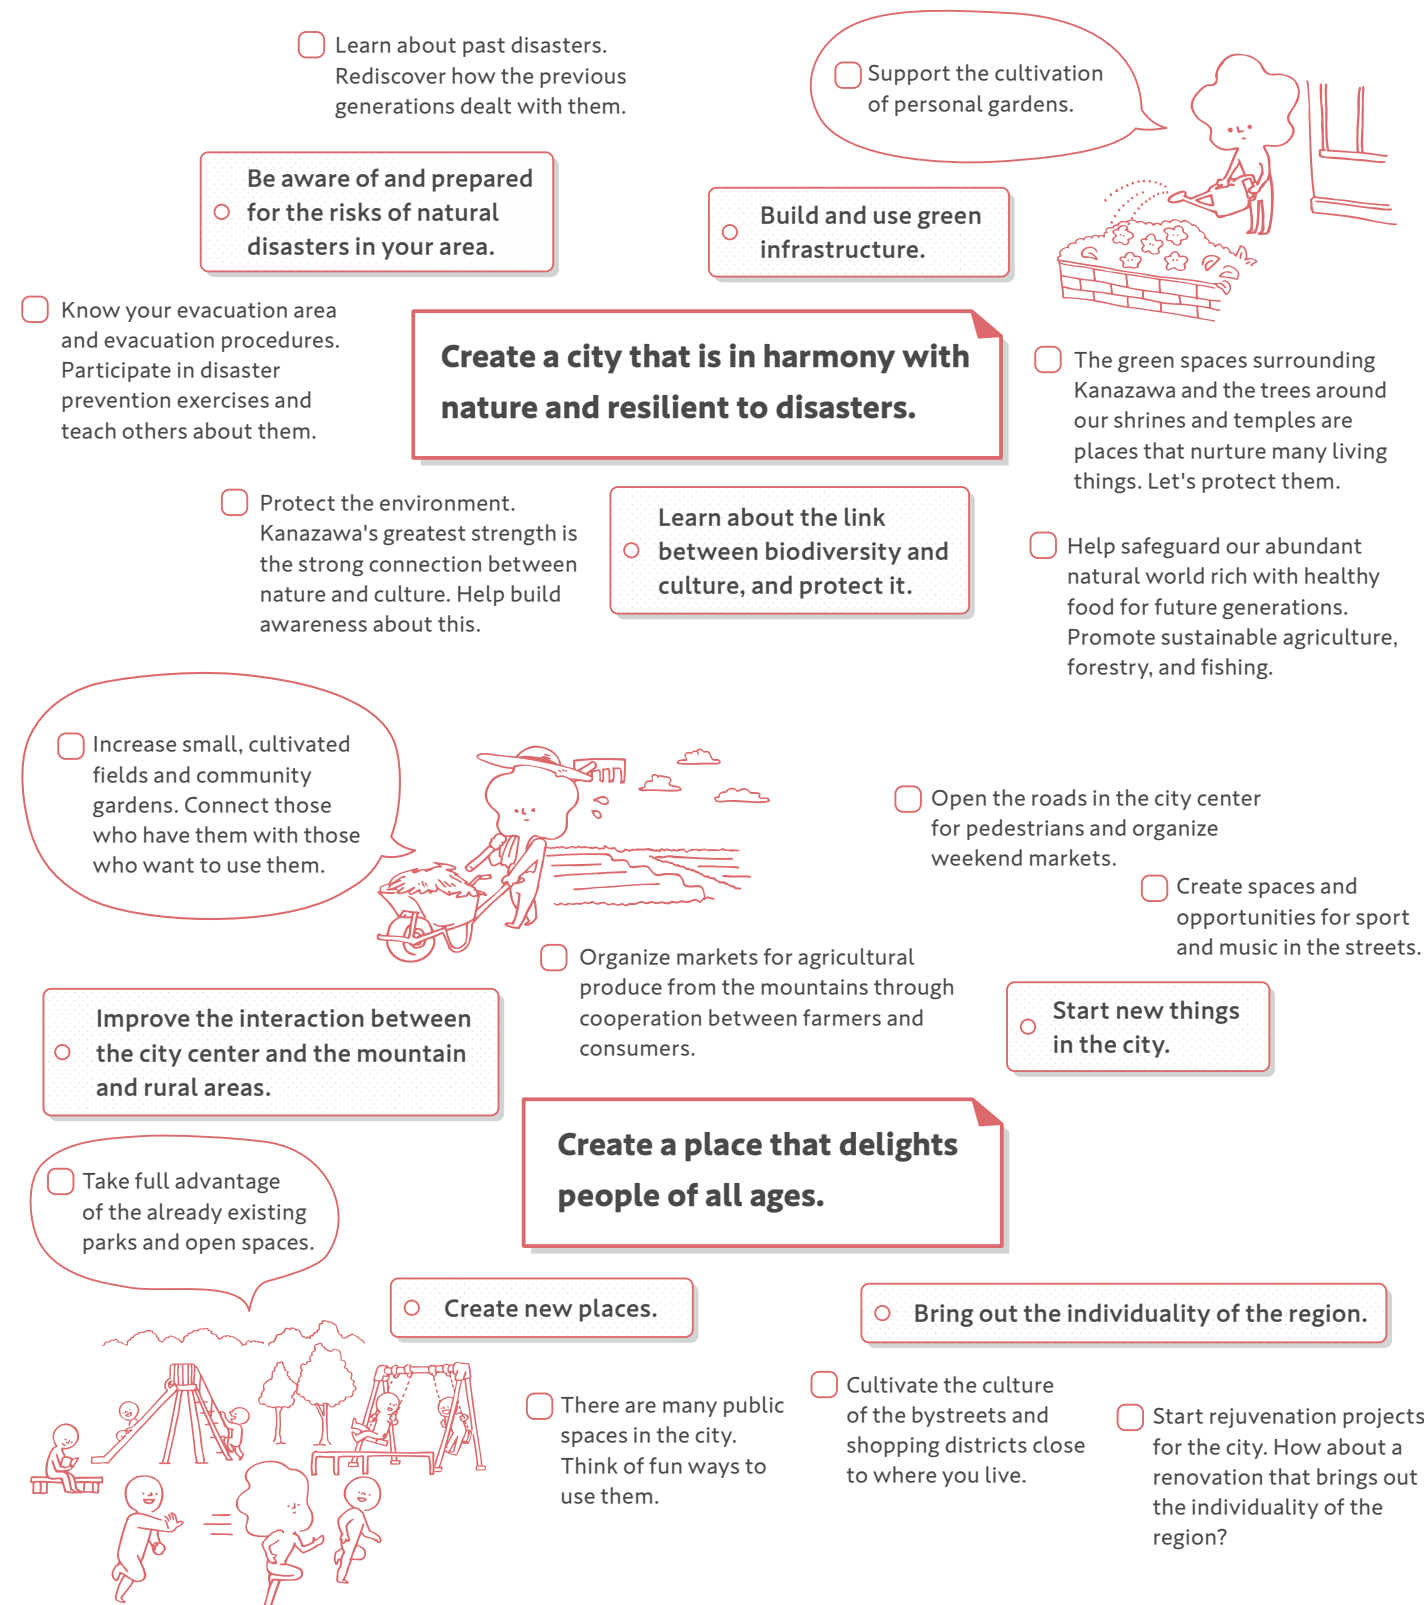 Learn about past disasters.
Rediscover how the previous
generations dealt with them.
Support the cultivation
of personal gardens.
Be aware of and prepared
for the risks of natural
disasters in your area.
Build and use green
infrastructure.
Know your evacuation area
and evacuation procedures.
Participate in disaster
prevention exercises and
teach others about them.
Create a city that is in harmony with
nature and resilient to disasters.
The green spaces surrounding
Kanazawa and the trees around
our shrines and temples are
places that nurture many living
things. Let's protect them.
Protect the environment.
Kanazawa's greatest strength is
the strong connection between
nature and culture. Help build
awareness about this.
Learn about the link
between biodiversity and
culture, and protect it.
Help safeguard our abundant
natural world rich with healthy
food for future generations.
Promote sustainable agriculture,
forestry, and fishing.
Increase small, cultivated
fields and community
gardens. Connect those
who have them with those
who want to use them.
Open the roads in the city center
for pedestrians and organize
weekend markets.
Create spaces and
opportunities for sport
and music in the streets.
Organize markets for agricultural
produce from the mountains through
cooperation between farmers and
consumers.
Improve the interaction between
the city center and the mountain
and rural areas.
Start new things
in the city.
Create a place that delights
people of all ages.
Take full advantage
of the already existing
parks and open spaces.
Create new places.
Bring out the individuality of the region.
There are many public
spaces in the city.
Think of fun ways to
use them.
Cultivate the culture
of the bystreets and
shopping districts close
to where you live.
Start rejuvenation projects
for the city. How about a
renovation that brings out
the individuality of the
region?